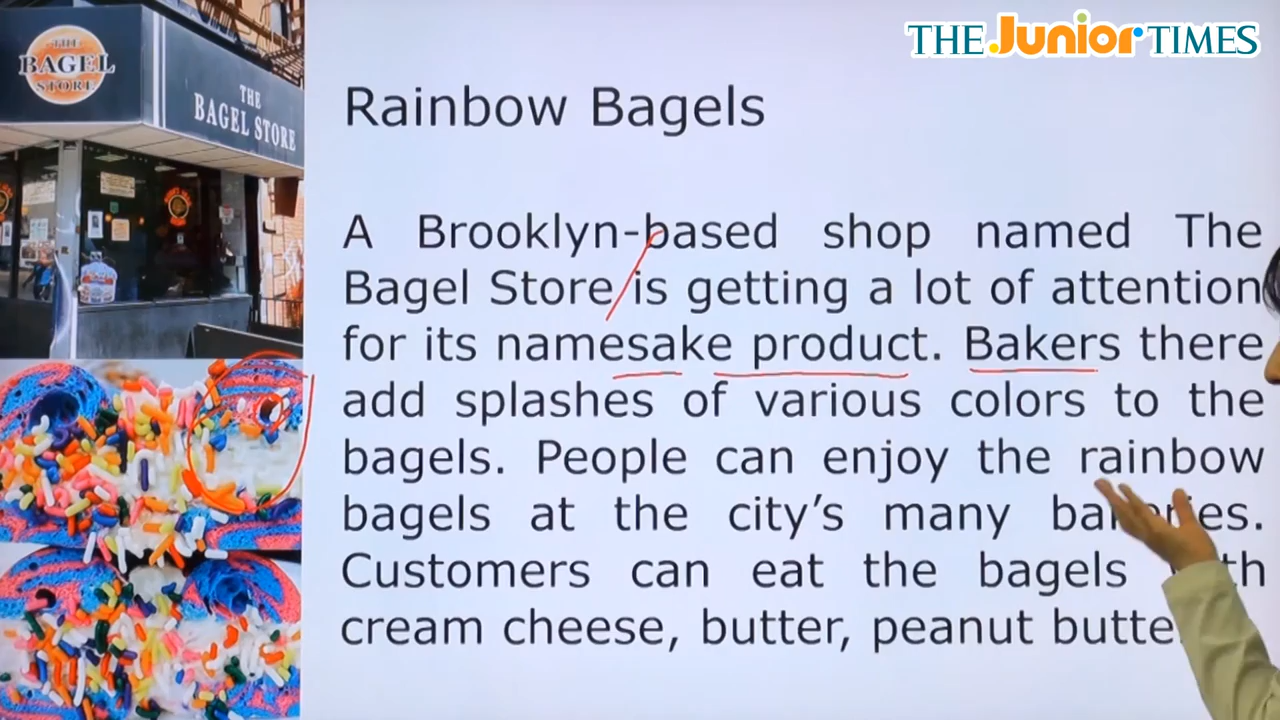 THE Junior TIMES
THE
BAGEL
STORE
THE
BAGEL STORE
Rainbow Bagels
A Brooklyn-based shop named The
Bagel Store is getting a lot of attention
for its namesake product. Bakers there
add splashes of various colors to the
bagels. People can enjoy the rainbow
bagels at the city's many
Customers can eat the bagels
cream cheese, butter, peanut